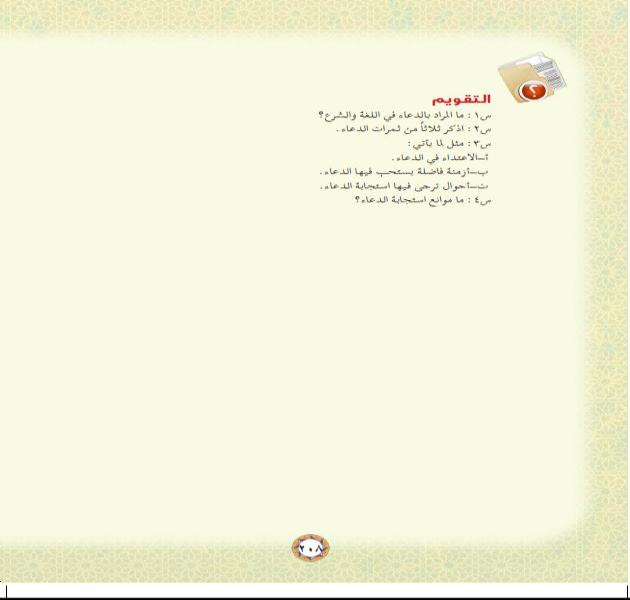 ؟
التقويم
س١ : ما المراد بالدعاء في اللغة والشرع؟
س٢ : اذكر ثلاثاً من ثمرات الدعاء .
س٣ : مثل لما يأتي :
أ-الاعتداء في الدعاء .
ب-أزمنة فاضلة يستحب فيها الدعاء .
ت-أحوال ترجى فيها استجابة الدعاء .
س٤ : ما موانع استجابة الدعاء؟
٢٠٨